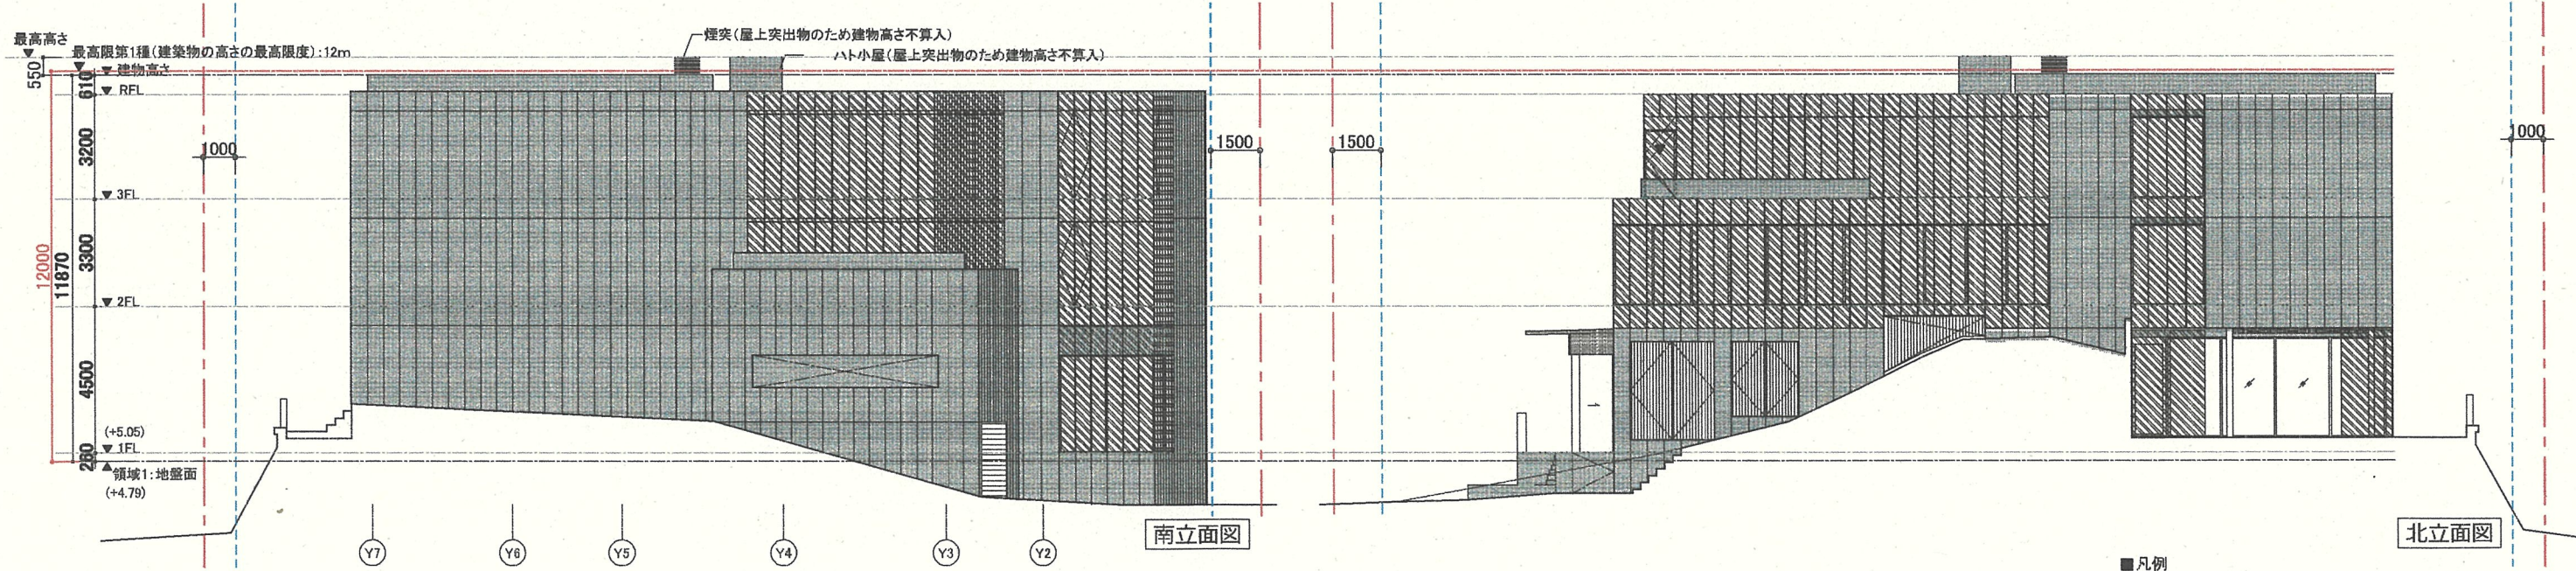 煙突(屋上突出物のため建物高さ不算入)
最高高さ
最高限第1種(建築物の高さの最高限度):12m
ハト小屋(屋上突出物のため建物高さ不算入)
550
建物高さ
610
RFL
3200
1000
1500
1500
1000
3FL
12000
11870
3300
2FL
4500
(+5.05)
1FL
260
領域1:地盤面
(+4.79)
Y7
Y6
Y5
Y4
Y3
Y2
南立面図
北立面図
■凡例